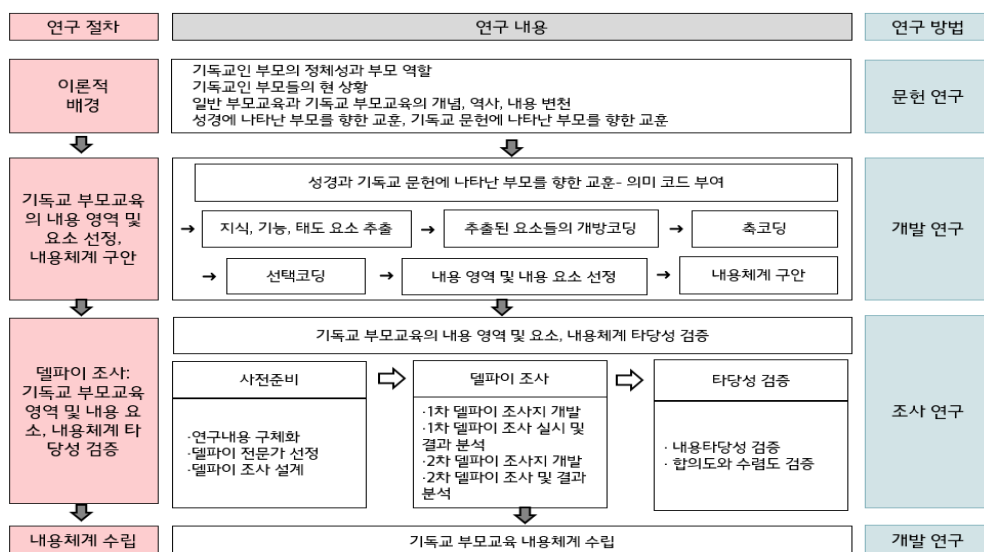 연구 절차
연구 내용
연구 방법
이론적
배경
기독교인 부모의 정체성과 부모 역할
기독교인 부모들의 현 상황
일반 부모교육과 기독교 부모교육의 개념, 역사, 내용 변천
성경에 나타난 부모를 향한 교훈, 기독교 문헌에 나타난 부모를 향한 교훈
문헌 연구
기독교 부모교육
의 내용 영역 및
요소 선정,
내용체계 구안
성경과 기독교 문헌에 나타난 부모를 향한 교훈- 의미 코드 부여
→ 지식, 기능, 태도 요소 추출 → 추출된 요소들의 개방코딩 → 축코딩
→ 선택코딩 → 내용 영역 및 내용 요소 선정 → 내용체계 구안
개발 연구
델파이 조사:
기독교 부모교육
영역 및 내용 요
소, 내용체계 타
당성 검증
기독교 부모교육의 내용 영역 및 요소, 내용체계 타당성 검증
사전준비
·연구내용 구체화
·델파이 전문가 선정
·델파이 조사 설계
델파이 조사
·1차 델파이 조사지 개발
·1차 델파이 조사 실시 및
결과 분석
·2차 델파이 조사지 개발
·2차 델파이 조사 및 결과
분석
타당성 검증
· 내용타당성 검증
· 합의도와 수렴도 검증
조사 연구
내용체계 수립
기독교 부모교육 내용체계 수립
개발 연구